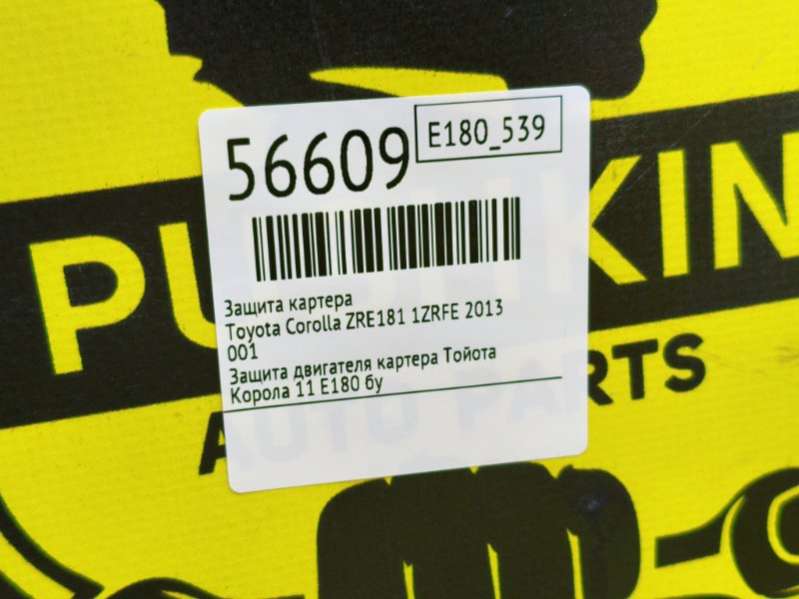 56609
E180_539
Защита картера
Toyota Corolla ZRE181 1ZRFE 2013
001
Защита двигателя картера Тойота
Корола 11 E180 бу
AUTO PARTS